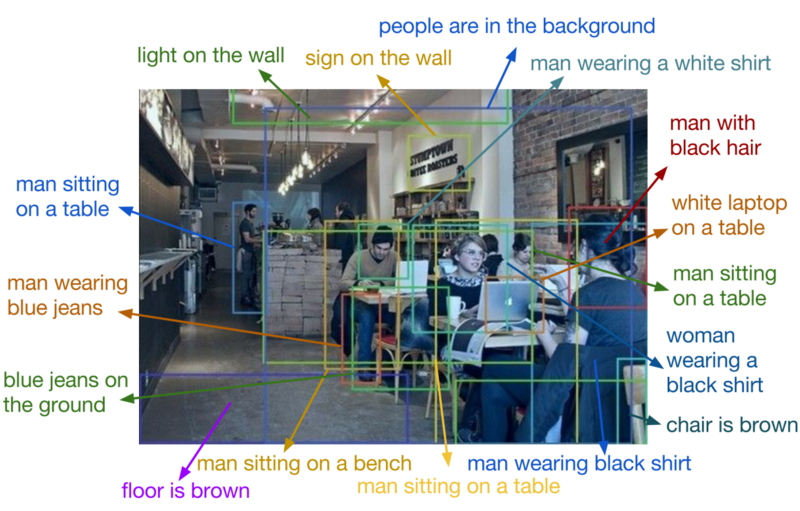 people are in the background
light on the wall
sign on the wall
man wearing a white shirt
man with
black hair
STUMPTOWN
COFFEE ROASTERS
man sitting
on a table
white laptop
on a table
man wearing
blue jeans
man sitting
on a table
woman
wearing a
black shirt
blue jeans on
the ground
chair is brown
man sitting on a bench
man wearing black shirt
man sitting on a table
floor is brown